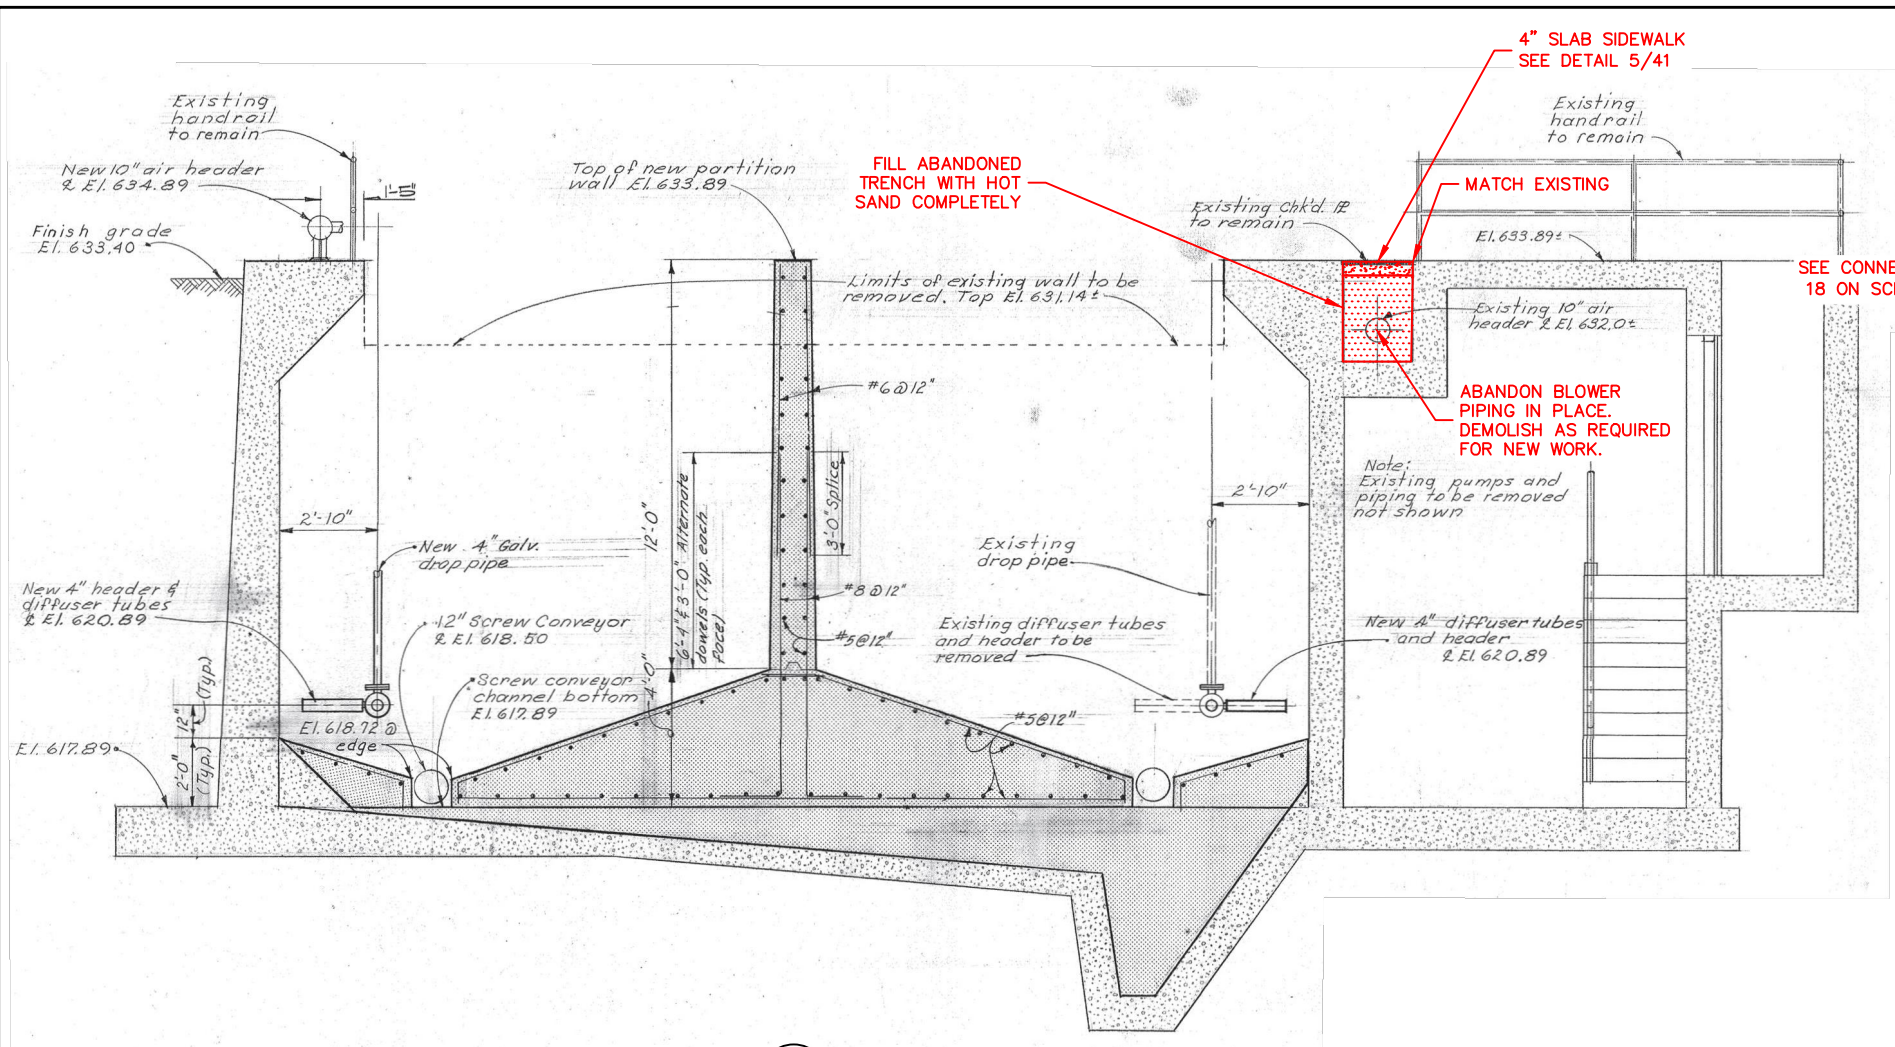 4" SLAB SIDEWALK
SEE DETAIL 5/41
Existing
handrail
to remain
New 10" air header
℄ El. 634.89
1'-5"
Finish grade
El. 633.40
Top of new partition
wall El. 633.89
FILL ABANDONED
TRENCH WITH HOT
SAND COMPLETELY
Existing Chk'd. ℙ
to remain
MATCH EXISTING
Existing
handrail
to remain
El. 633.89±
SEE CONNE
18 ON SC
Limits of existing wall to be
removed. Top El. 631.14±
Existing 10" air
header ℄ El. 632.0±
#6@12"
ABANDON BLOWER
PIPING IN PLACE.
DEMOLISH AS REQUIRED
FOR NEW WORK.
Note:
Existing pumps and
piping to be removed
not shown
2'-10"
2'-10"
12'-0"
6'-4" & 3'-0" Alternate
dowels (Typ. each
face)
3'-0" Splice
New 4" Galv.
drop pipe
Existing
drop pipe
New 4" header &
diffuser tubes
℄ El. 620.89
12" Screw Conveyor
℄ El. 618.50
#8@12"
#5@12"
Existing diffuser tubes
and header to be
removed
New 4" diffuser tubes
and header
℄ El. 620.89
Screw conveyor
channel bottom
El. 617.89
4'-0"
El. 618.72 @
edge
#5@12"
12"
(Typ.)
2'-0"
(Typ.)
El. 617.89